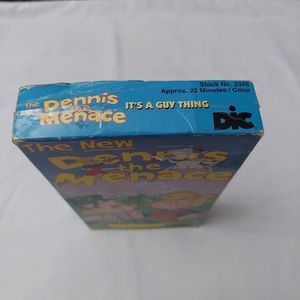 the Dennis the Menace
IT'S A GUY THING
Stock No. 2345
Approx. 22 Minutes / Color
DIC
The New
Dennis
the
Menace